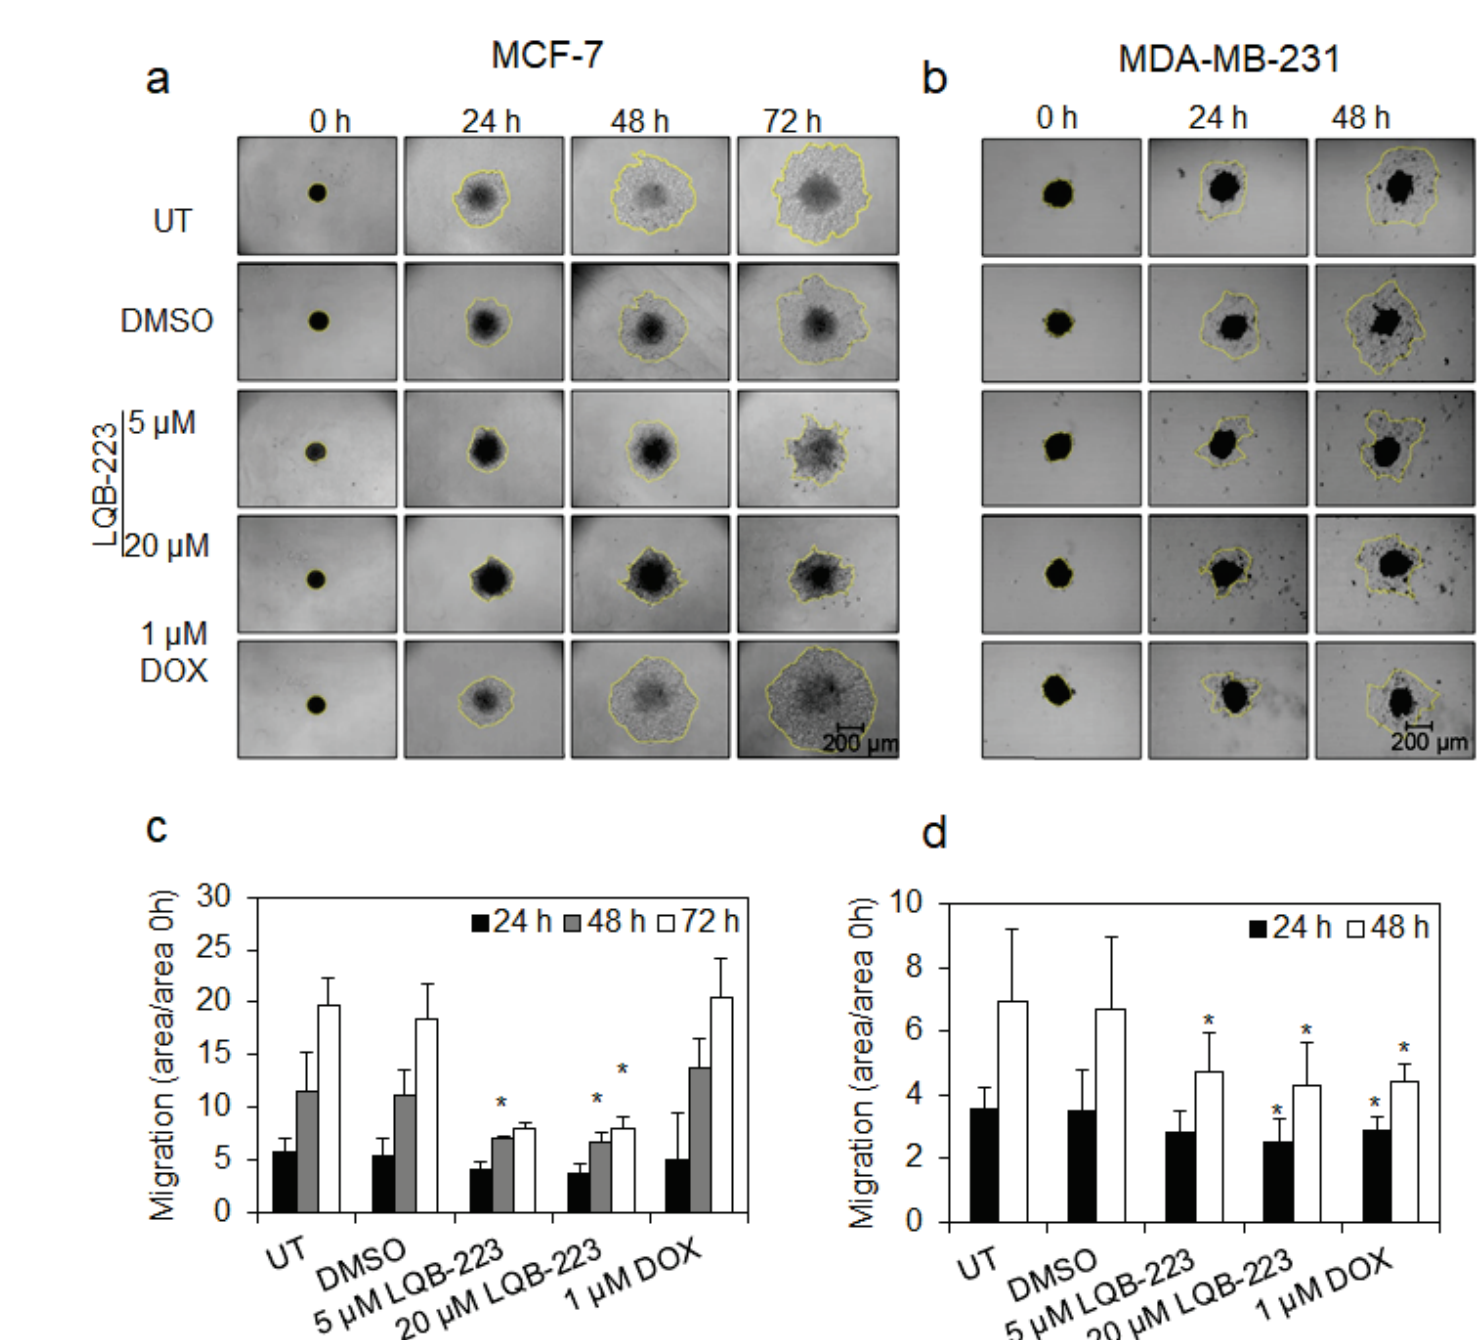 a
MCF-7
0 h 24 h 48 h 72 h
UT
DMSO
LQB-223
5 µM
20 µM
1 µM
DOX
200 µm
b
MDA-MB-231
0 h 24 h 48 h
200 µm
c
Migration (area/area 0h)
30
25
20
15
10
5
0
24 h 48 h 72 h
* * *
UT
DMSO
5 µM LQB-223
20 µM LQB-223
1 µM DOX
d
Migration (area/area 0h)
10
8
6
4
2
0
24 h 48 h
* * * * *
UT
DMSO
5 µM LQB-223
20 µM LQB-223
1 µM DOX